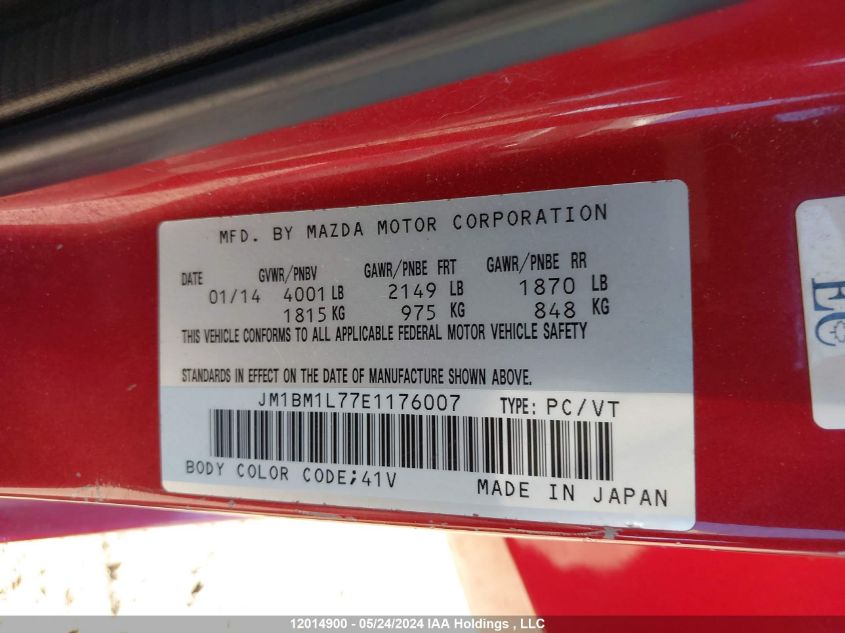 MFD. BY MAZDA MOTOR CORPORATION
DATE GVWR/PNBV GAWR/PNBE FRT GAWR/PNBE RR
01/14 4001 LB 2149 LB 1870 LB
1815 KG 975 KG 848 KG
THIS VEHICLE CONFORMS TO ALL APPLICABLE FEDERAL MOTOR VEHICLE SAFETY
STANDARDS IN EFFECT ON THE DATE OF MANUFACTURE SHOWN ABOVE.
JM1BM1L77E1176007 TYPE: PC/VT
BODY COLOR CODE;41V
MADE IN JAPAN
12014900 - 05/24/2024 IAA Holdings , LLC